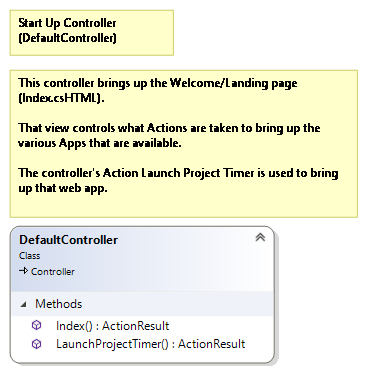 Start Up Controller
(DefaultController)
This controller brings up the Welcome/Landing page
(Index.csHTML).
That view controls what Actions are taken to bring up the
various Apps that are available.
The controller's Action Launch Project Timer is used to bring
up that web app.
DefaultController
Class
Controller
Methods
Index() : ActionResult
LaunchProjectTimer() : ActionResult